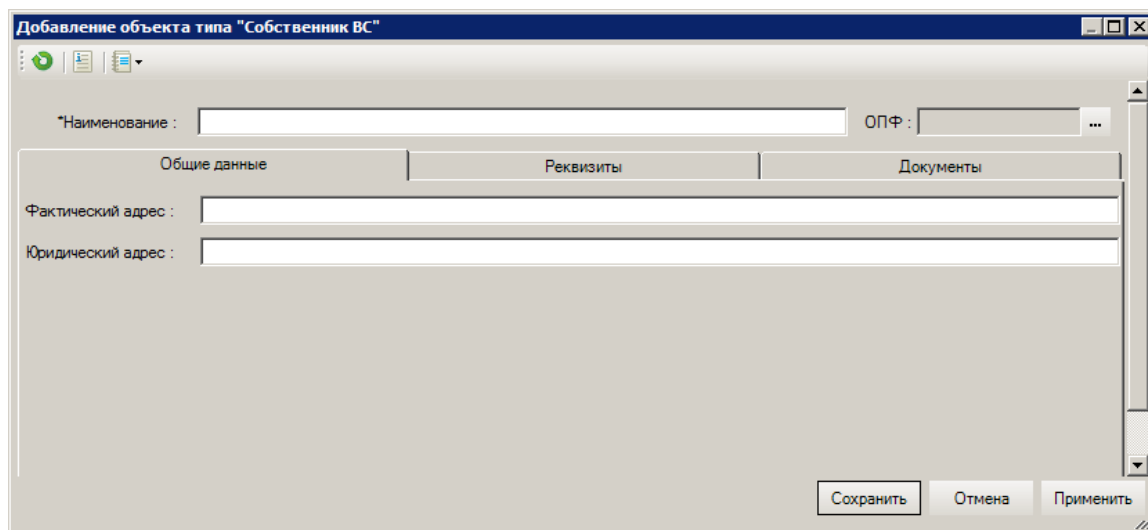 Добавление объекта типа "Собственник ВС"
*Наименование : ОПФ : ...
Общие данные Реквизиты Документы
Фактический адрес :
Юридический адрес :
Сохранить Отмена Применить